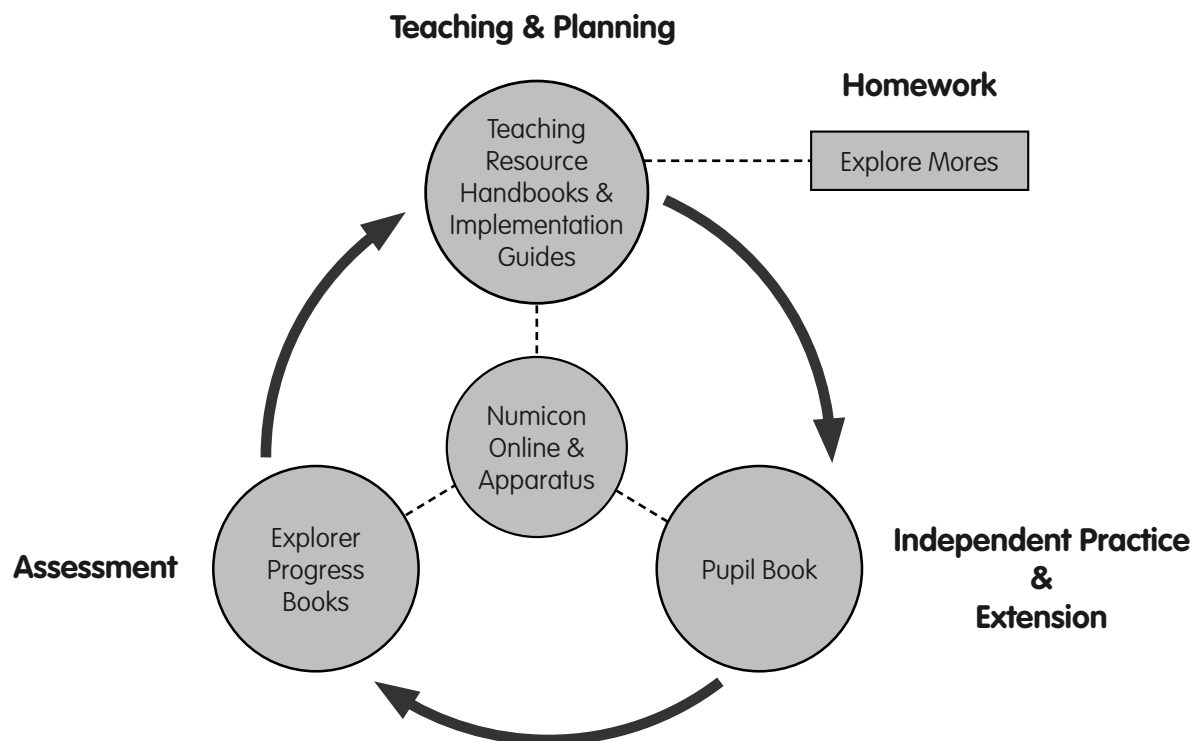 Teaching & Planning
Homework
Teaching
Resource
Handbooks &
Implementation
Guides
Explore Mores
Numicon
Online &
Apparatus
Assessment
Explorer
Progress
Books
Pupil Book
Independent Practice
&
Extension